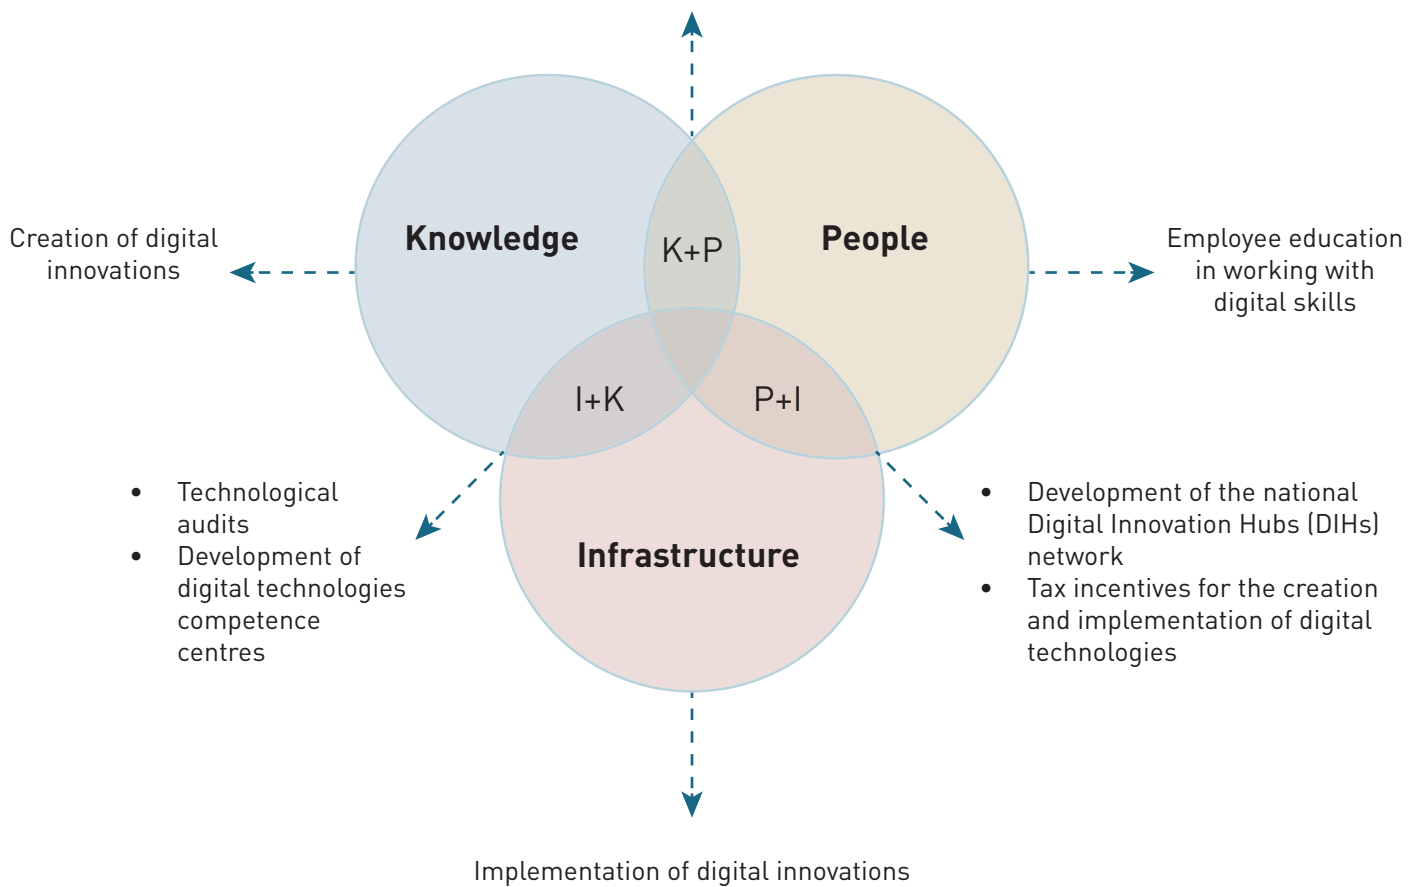 Knowledge
K+P
People
Creation of digital
innovations
Employee education
in working with
digital skills
I+K
P+I
• Technological
audits
• Development of
digital technologies
competence
centres
Infrastructure
• Development of the national
Digital Innovation Hubs (DIHs)
network
• Tax incentives for the creation
and implementation of digital
technologies
Implementation of digital innovations